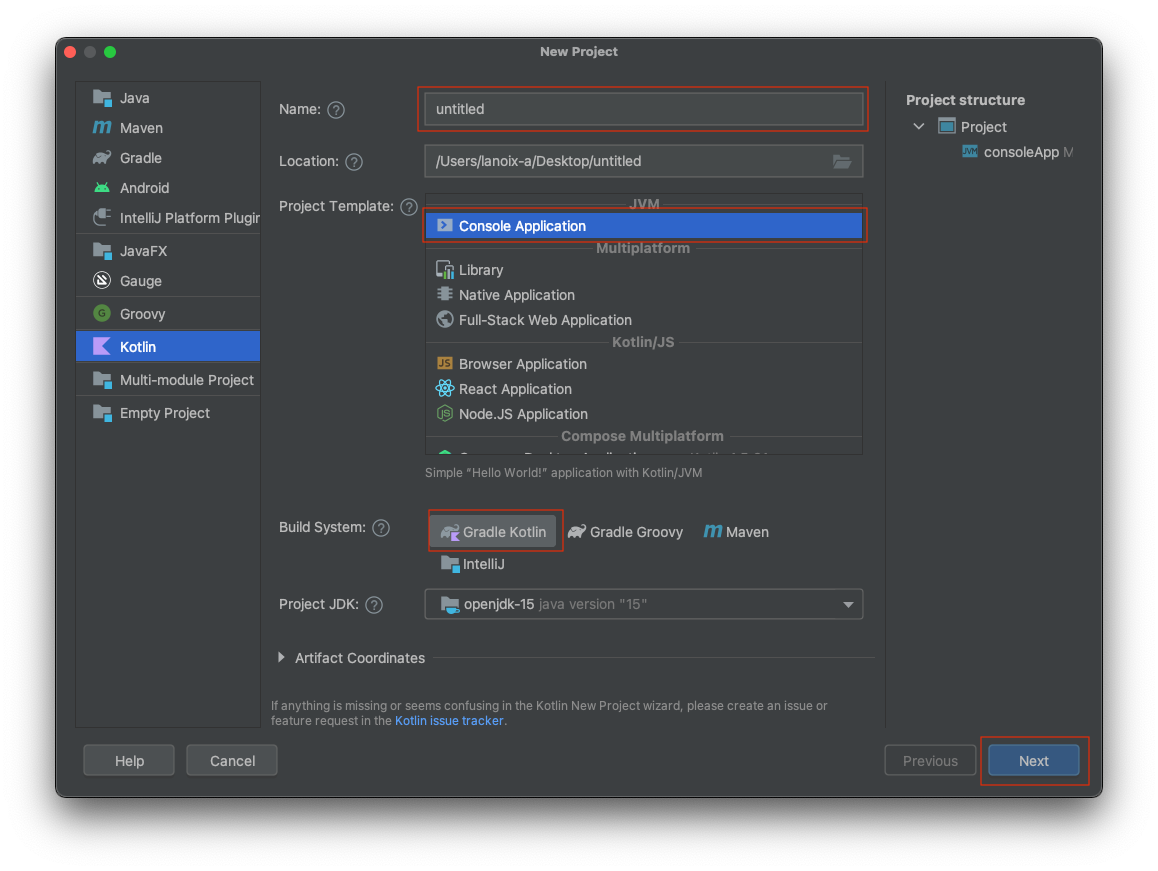 New Project
Java
Maven
Gradle
Android
IntelliJ Platform Plugin
JavaFX
Gauge
G Groovy
Kotlin
Multi-module Project
Empty Project
Name: ?
untitled
Location: ?
/Users/lanoix-a/Desktop/untitled
Project Template: ?
JVM
Console Application
Multiplatform
Library
Native Application
Full-Stack Web Application
Kotlin/JS
JS Browser Application
React Application
JS Node.JS Application
Compose Multiplatform
Simple "Hello World!" application with Kotlin/JVM
Build System: ?
Gradle Kotlin
Gradle Groovy
m Maven
IntelliJ
Project JDK: ?
openjdk-15 java version "15"
Artifact Coordinates
If anything is missing or seems confusing in the Kotlin New Project wizard, please create an issue or
feature request in the Kotlin issue tracker.
Project structure
Project
JVM consoleApp M
Help
Cancel
Previous
Next